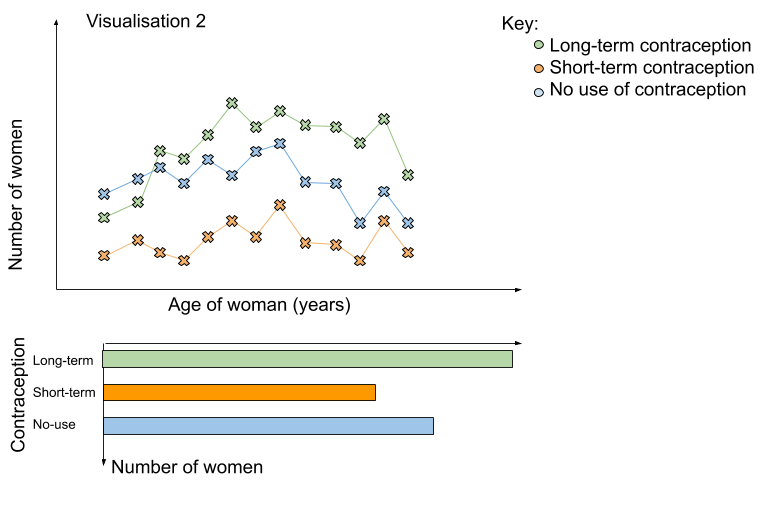 Visualisation 2
Key:
Long-term contraception
Short-term contraception
No use of contraception
Number of women
Age of woman (years)
Contraception
Long-term
Short-term
No-use
Number of women